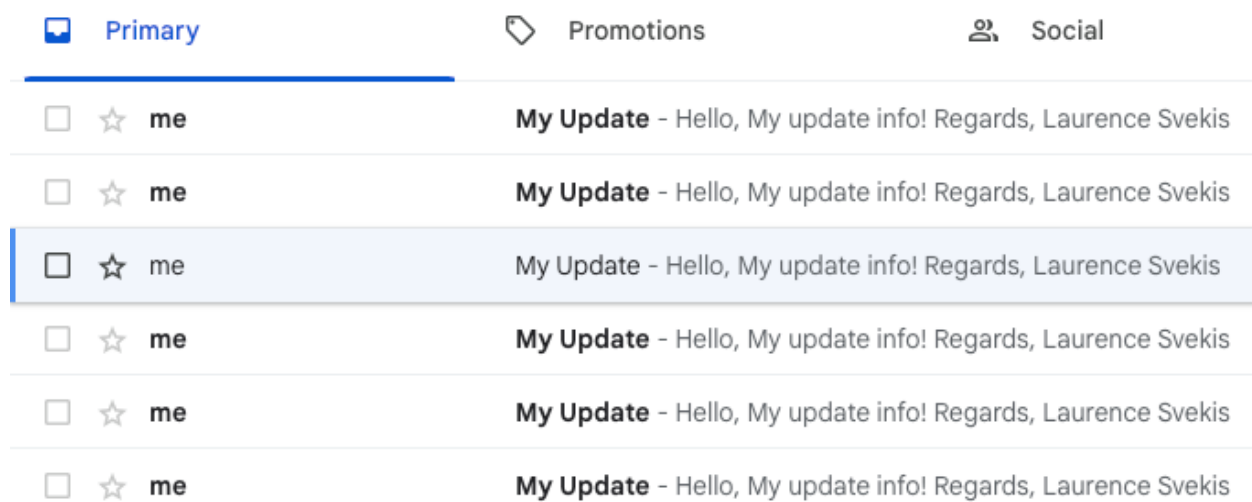 Primary Promotions Social
me My Update - Hello, My update info! Regards, Laurence Svekis
me My Update - Hello, My update info! Regards, Laurence Svekis
me My Update - Hello, My update info! Regards, Laurence Svekis
me My Update - Hello, My update info! Regards, Laurence Svekis
me My Update - Hello, My update info! Regards, Laurence Svekis
me My Update - Hello, My update info! Regards, Laurence Svekis